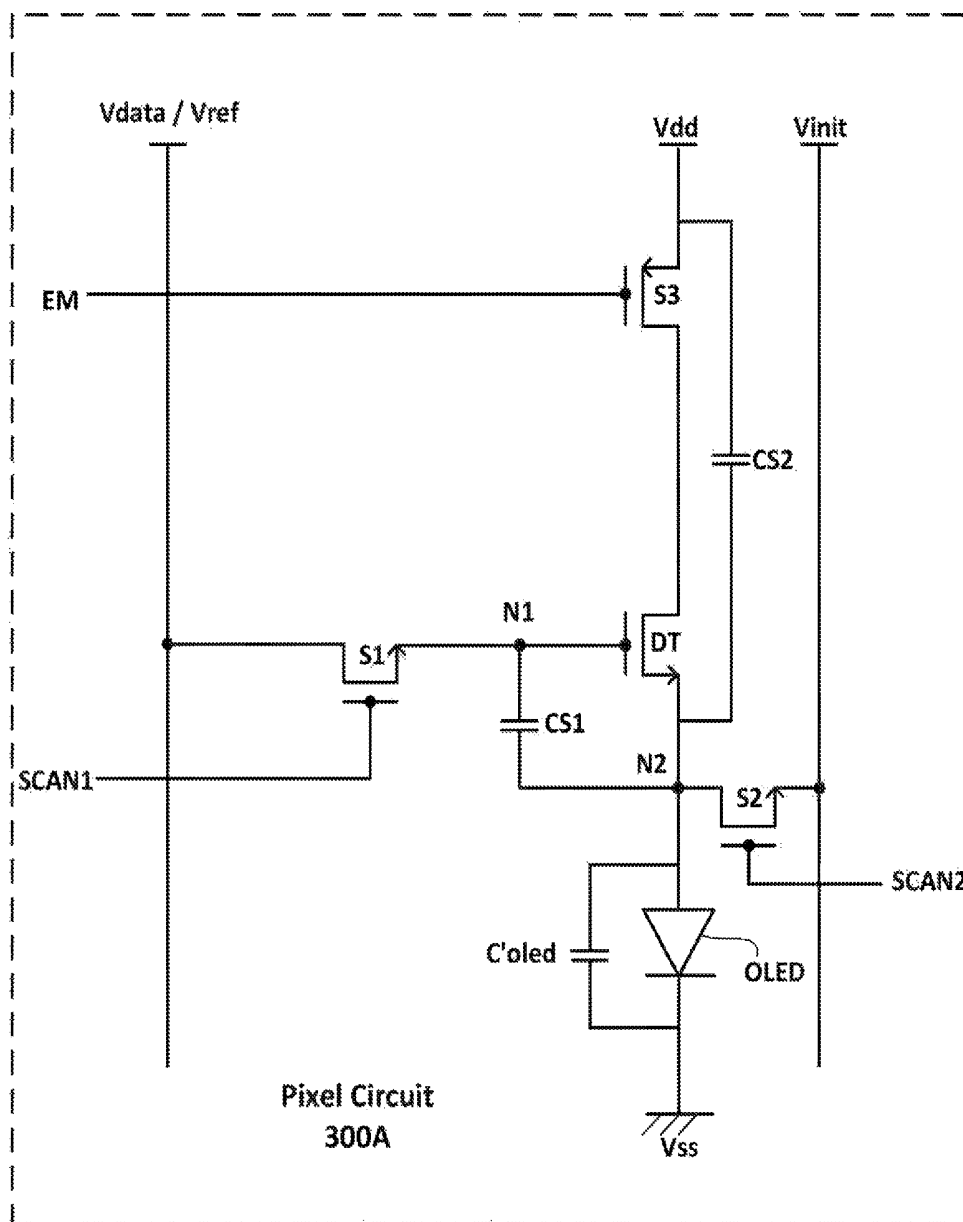 Vdata / Vref
Vdd
Vinit
EM
S3
CS2
N1
S1
DT
CS1
SCAN1
N2
S2
SCAN2
C'oled
OLED
Pixel Circuit
300A
Vss